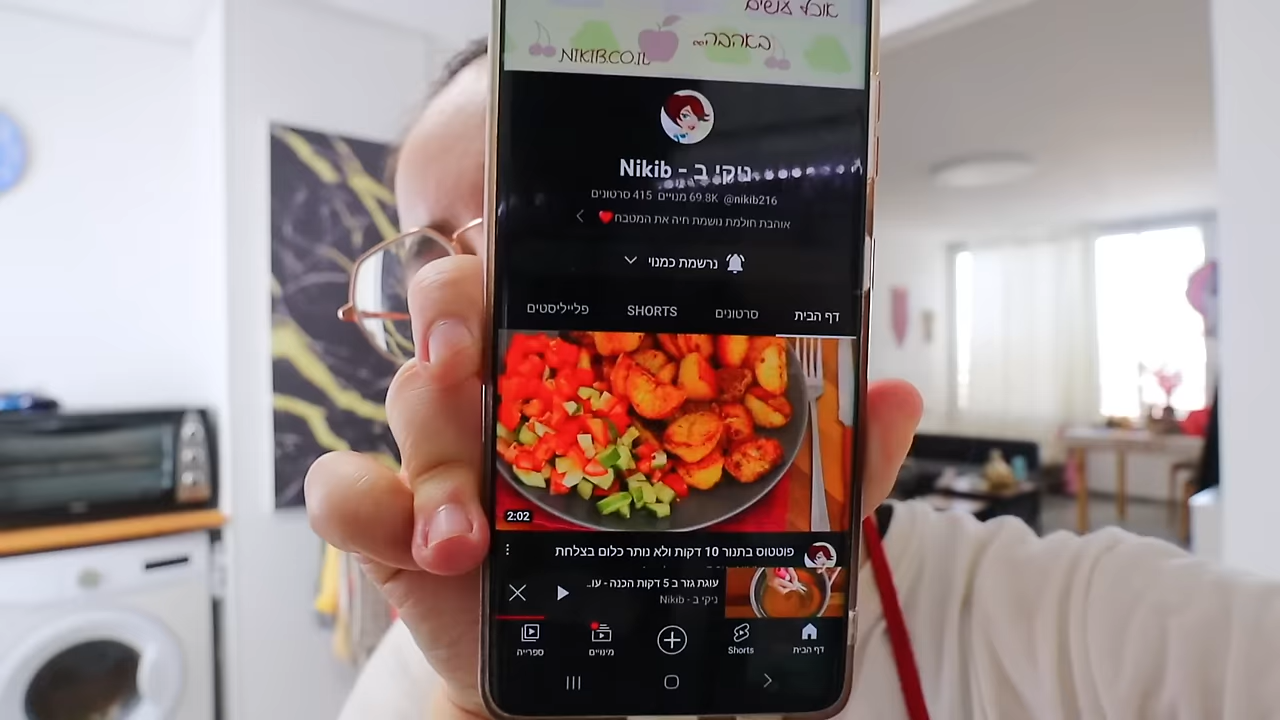 אוכל עושים
באהבה...
NIKIB.CO.IL
ניקי ב - Nikib
@nikib216 69.8K מנויים 415 סרטונים
אוהבת חולמת נושמת חיה את המטבח❤️
נרשמת כמנוי
דף הבית סרטונים SHORTS פלייליסטים
2:02
פוטטוס בתנור 10 דקות ולא נותר כלום בצלחת
עוגת גזר ב 5 דקות הכנה - עו..
ניקי ב - Nikib
דף הבית Shorts מינויים ספרייה